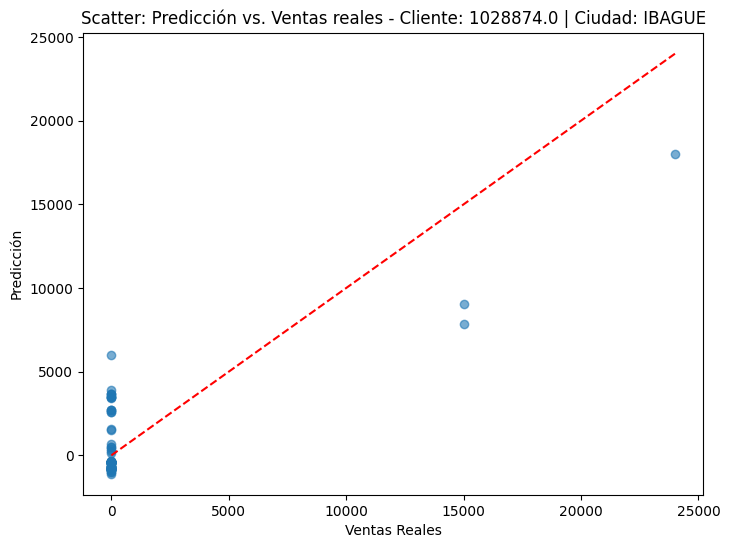 Scatter: Predicción vs. Ventas reales - Cliente: 1028874.0 | Ciudad: IBAGUE
25000
20000
15000
10000
5000
0
Predicción
0 5000 10000 15000 20000 25000
Ventas Reales